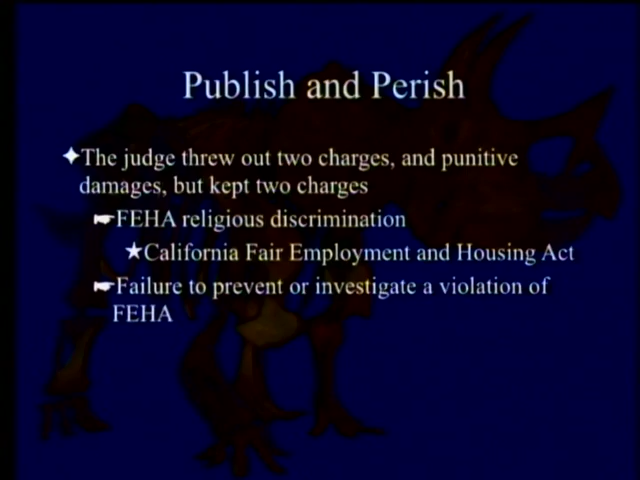 Publish and Perish
The judge threw out two charges, and punitive
damages, but kept two charges
FEHA religious discrimination
California Fair Employment and Housing Act
Failure to prevent or investigate a violation of
FEHA